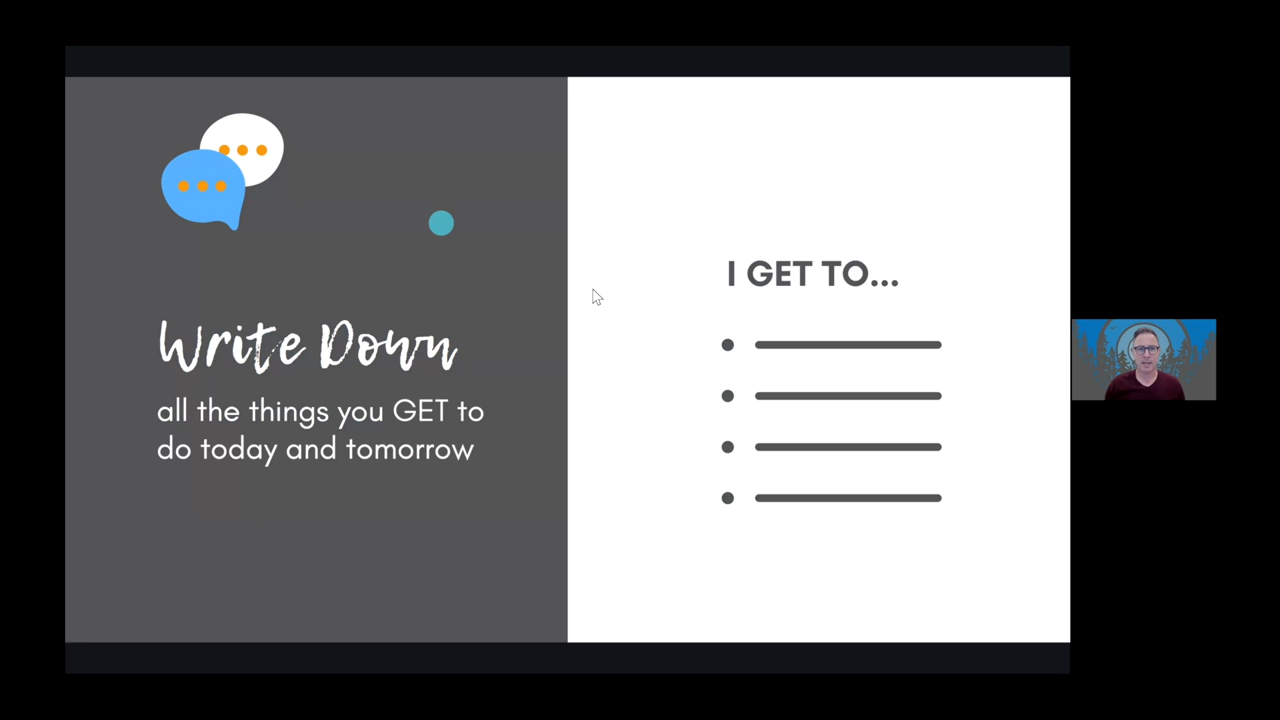 Write Down
all the things you GET to
do today and tomorrow
I GET TO...